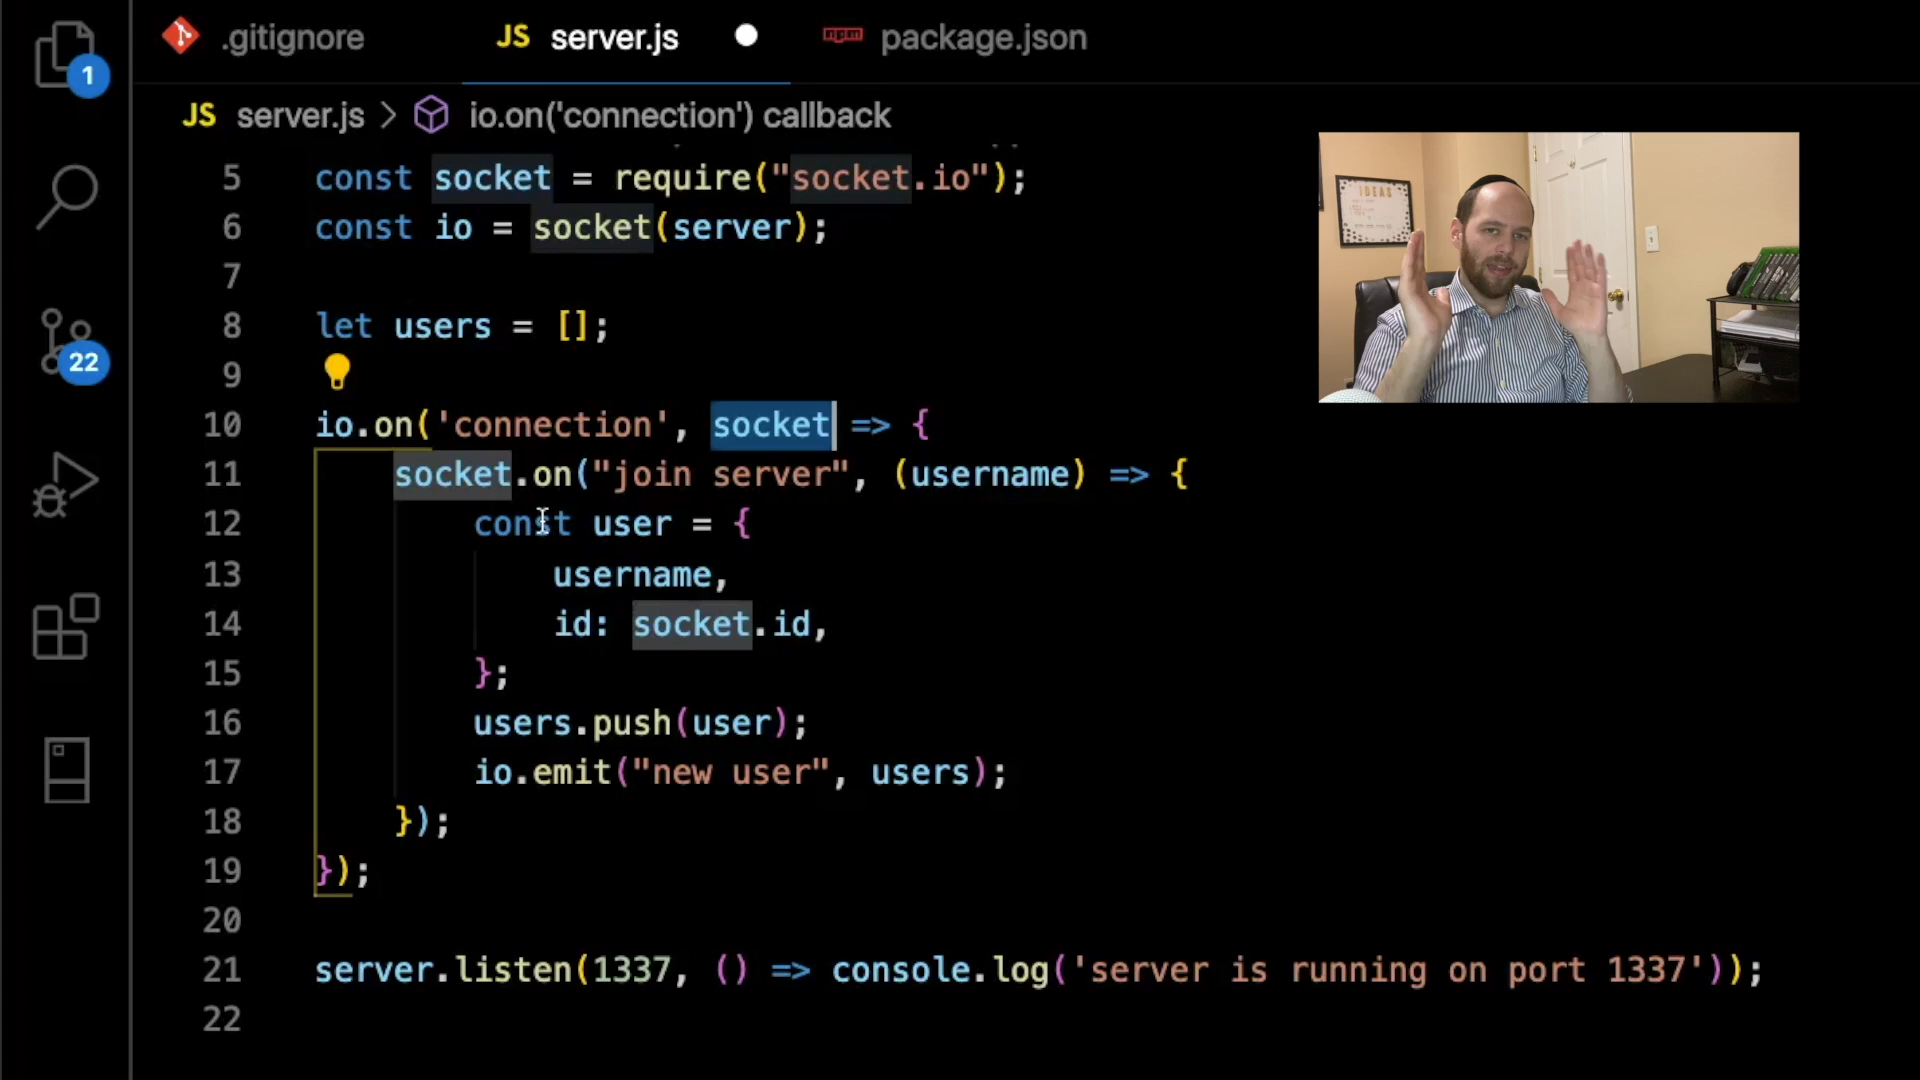 .gitignore
JS server.js
npm package.json
1
JS server.js > io.on('connection') callback
5 const socket = require("socket.io");
6 const io = socket(server);
7
8 let users = [];
9
10 io.on('connection', socket => {
11 socket.on("join server", (username) => {
12 const user = {
13 username,
14 id: socket.id,
15 };
16 users.push(user);
17 io.emit("new user", users);
18 });
19 });
20
21 server.listen(1337, () => console.log('server is running on port 1337'));
22
22
IDEAS